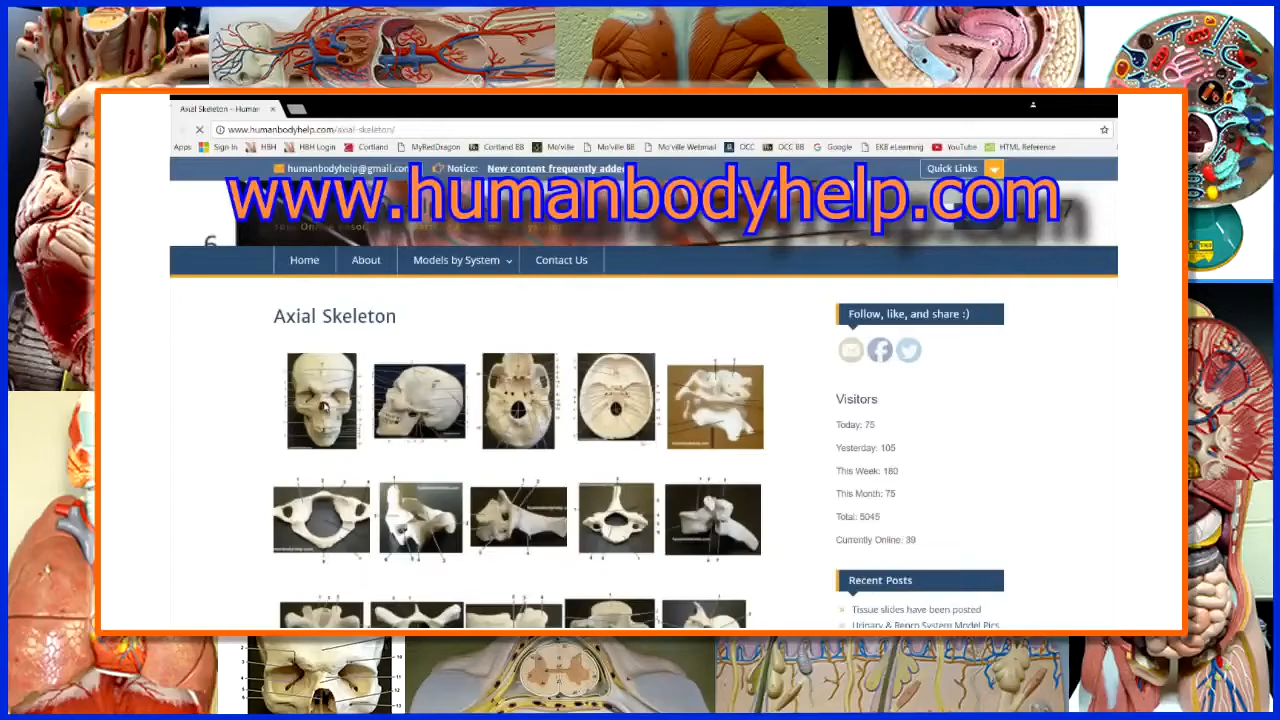 Axial Skeleton - Human
www.humanbodyhelp.com/axial-skeleton/
Apps Sign In HBH HBH Login Cortland MyRedDragon Cortland BB Mo'ville Mo'ville BB Mo'ville Webmail OCC OCC BB Google EKB eLearning YouTube HTML Reference
humanbodyhelp@gmail.com Notice: New content frequently added Quick Links
www.humanbodyhelp.com
Home About Models by System Contact Us
Axial Skeleton
Follow, like, and share :)
Visitors
Today: 75
Yesterday: 105
This Week: 180
This Month: 75
Total: 5045
Currently Online: 39
Recent Posts
Tissue slides have been posted
Urinary & Repro System Model Pics